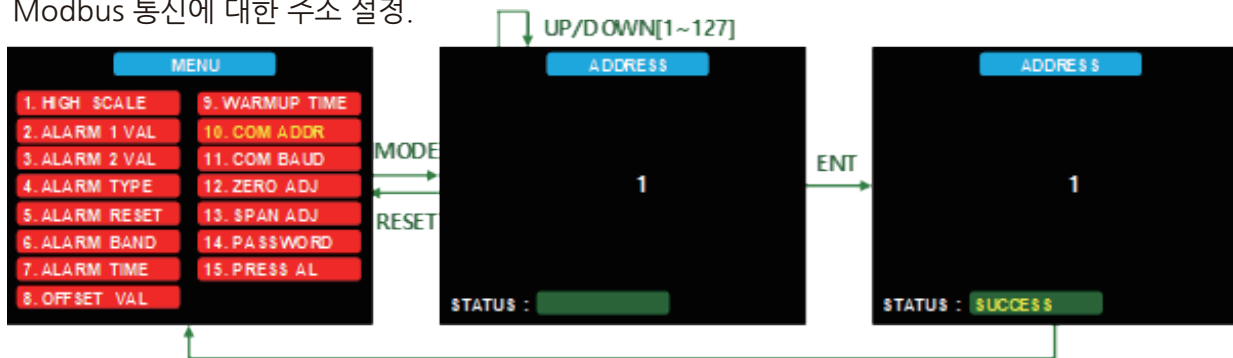 Modbus 통신에 대한 주소 설정.
UP/DOWN[1~127]
MENU
1. HIGH SCALE
2. ALARM 1 VAL
3. ALARM 2 VAL
4. ALARM TYPE
5. ALARM RESET
6. ALARM BAND
7. ALARM TIME
8. OFFSET VAL
9. WARMUP TIME
10. COM ADDR
11. COM BAUD
12. ZERO ADJ
13. SPAN ADJ
14. PASSWORD
15. PRESS AL
MODE
RESET
ADDRESS
1
STATUS :
ENT
ADDRESS
1
STATUS : SUCCESS